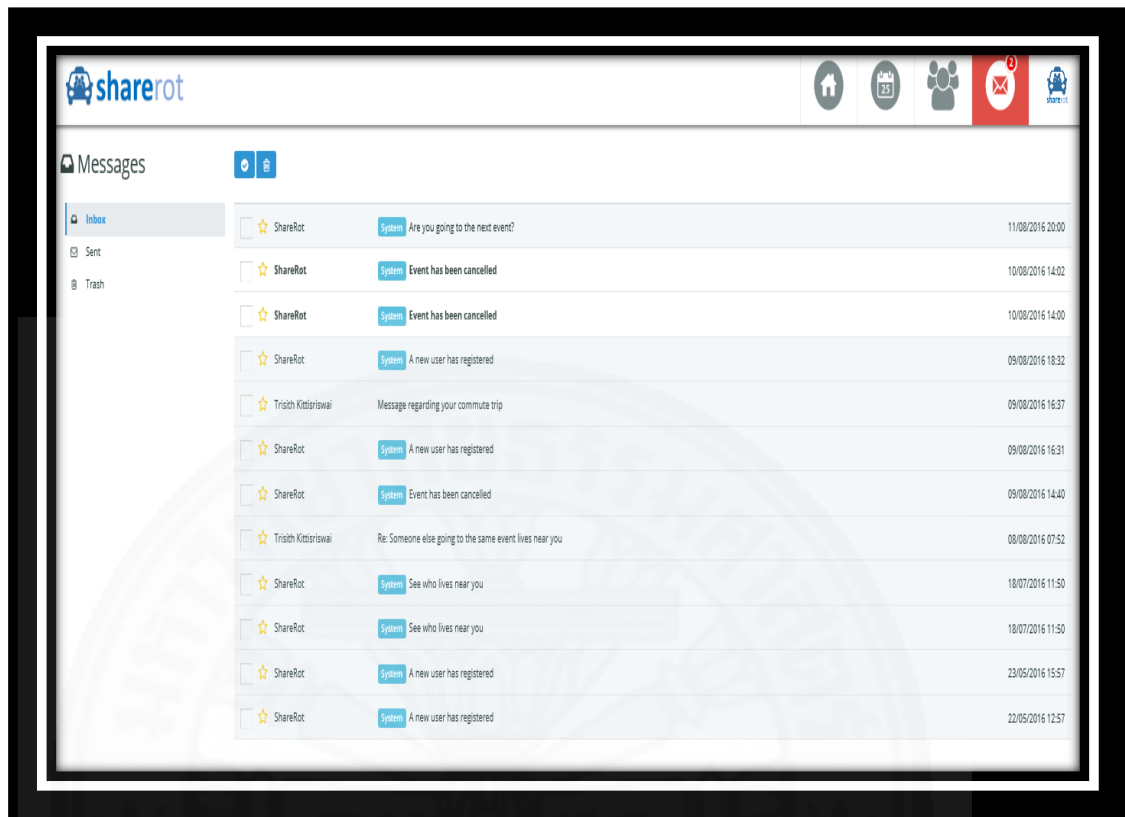 sharerot
25
2
sharerot
Messages
Inbox
Sent
Trash
ShareRot System Are you going to the next event? 11/08/2016 20:00
ShareRot System Event has been cancelled 10/08/2016 14:02
ShareRot System Event has been cancelled 10/08/2016 14:00
ShareRot System A new user has registered 09/08/2016 18:32
Trisith Kittisriswai Message regarding your commute trip 09/08/2016 16:37
ShareRot System A new user has registered 09/08/2016 16:31
ShareRot System Event has been cancelled 09/08/2016 14:40
Trisith Kittisriswai Re: Someone else going to the same event lives near you 08/08/2016 07:52
ShareRot System See who lives near you 18/07/2016 11:50
ShareRot System See who lives near you 18/07/2016 11:50
ShareRot System A new user has registered 23/05/2016 15:57
ShareRot System A new user has registered 22/05/2016 12:57